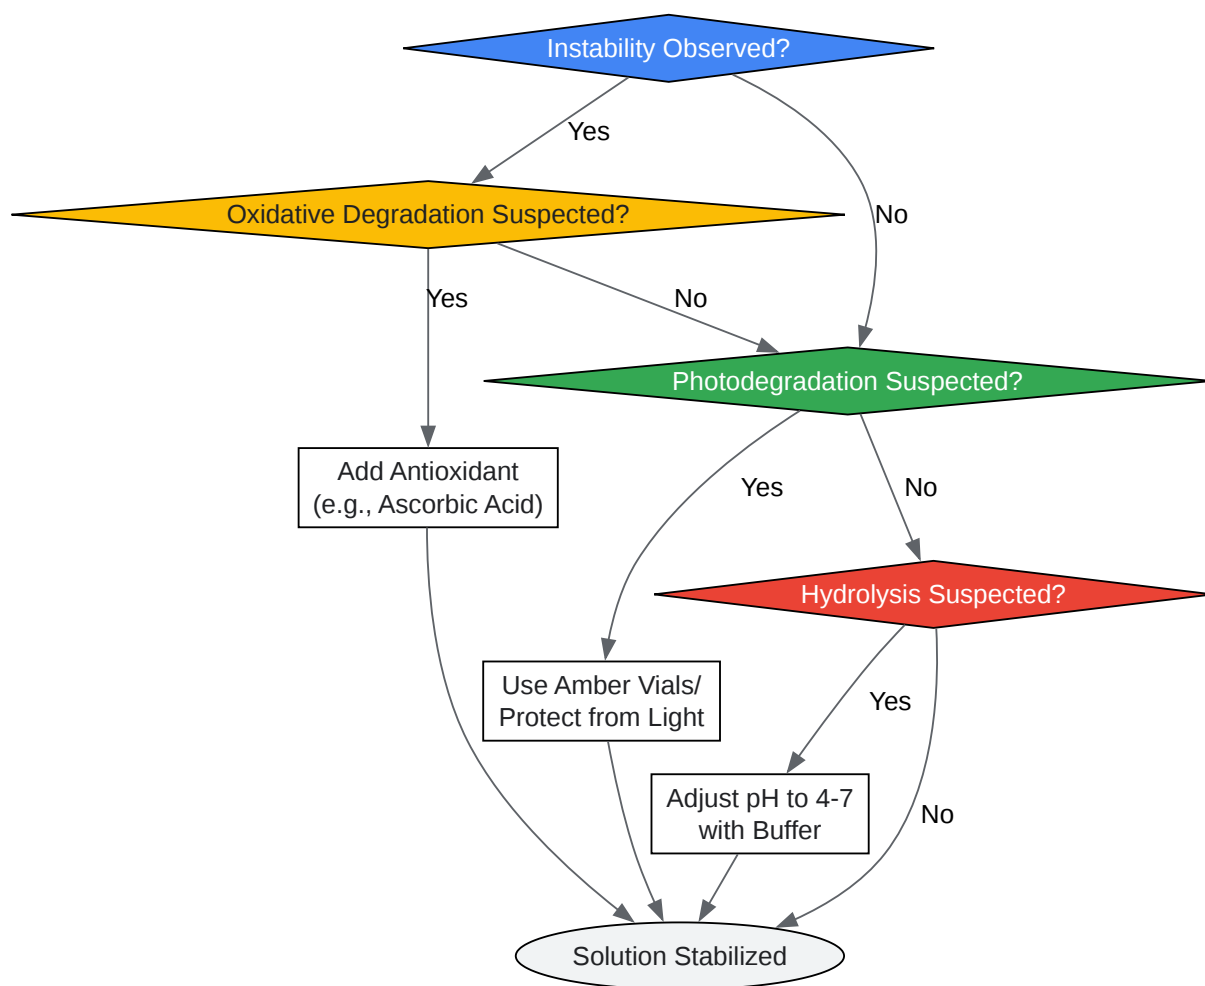 Instability Observed?
Yes
Oxidative Degradation Suspected?
No
Yes
No
Photodegradation Suspected?
Add Antioxidant
(e.g., Ascorbic Acid)
Yes
No
Hydrolysis Suspected?
Use Amber Vials/
Protect from Light
Yes
Adjust pH to 4-7
with Buffer
No
Solution Stabilized